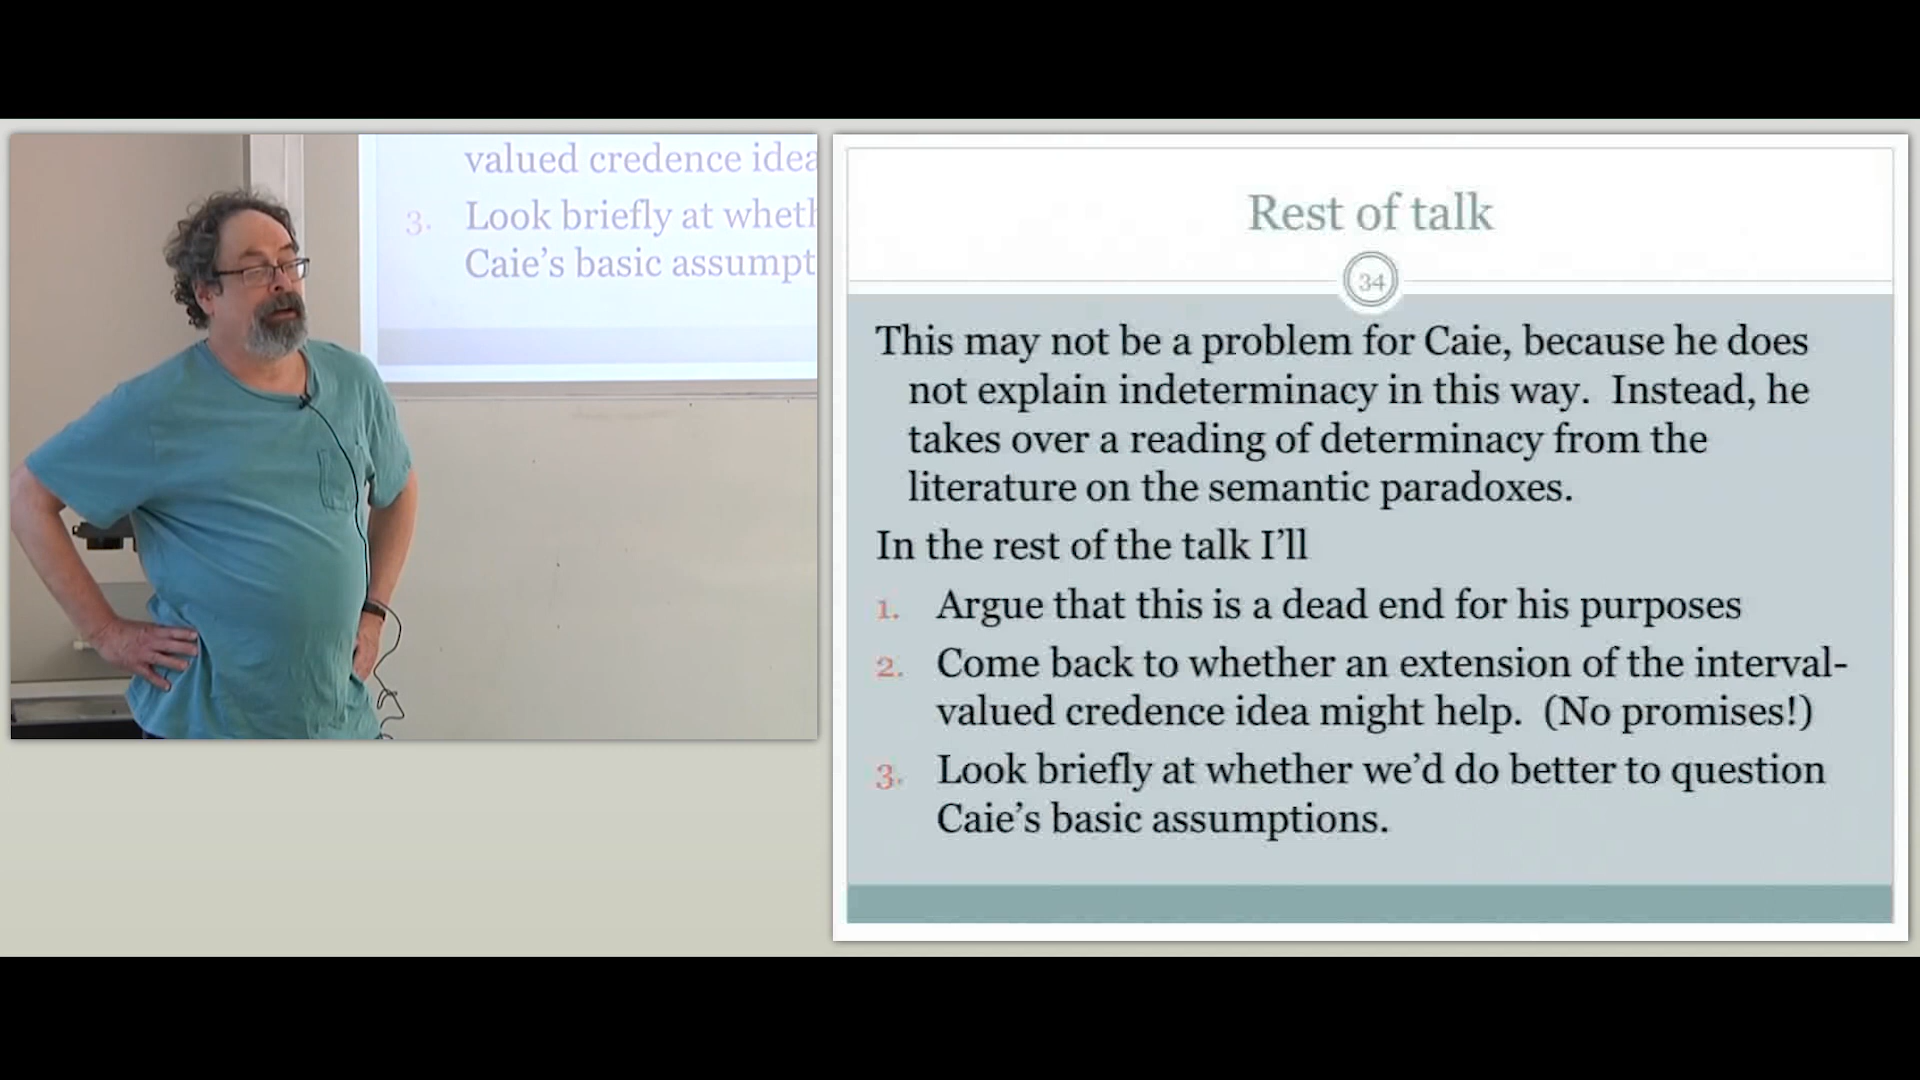 valued credence idea
3. Look briefly at wheth
Caie's basic assumpt
Rest of talk
34
This may not be a problem for Caie, because he does
not explain indeterminacy in this way. Instead, he
takes over a reading of determinacy from the
literature on the semantic paradoxes.
In the rest of the talk I'll
1. Argue that this is a dead end for his purposes
2. Come back to whether an extension of the interval-
valued credence idea might help. (No promises!)
3. Look briefly at whether we'd do better to question
Caie's basic assumptions.